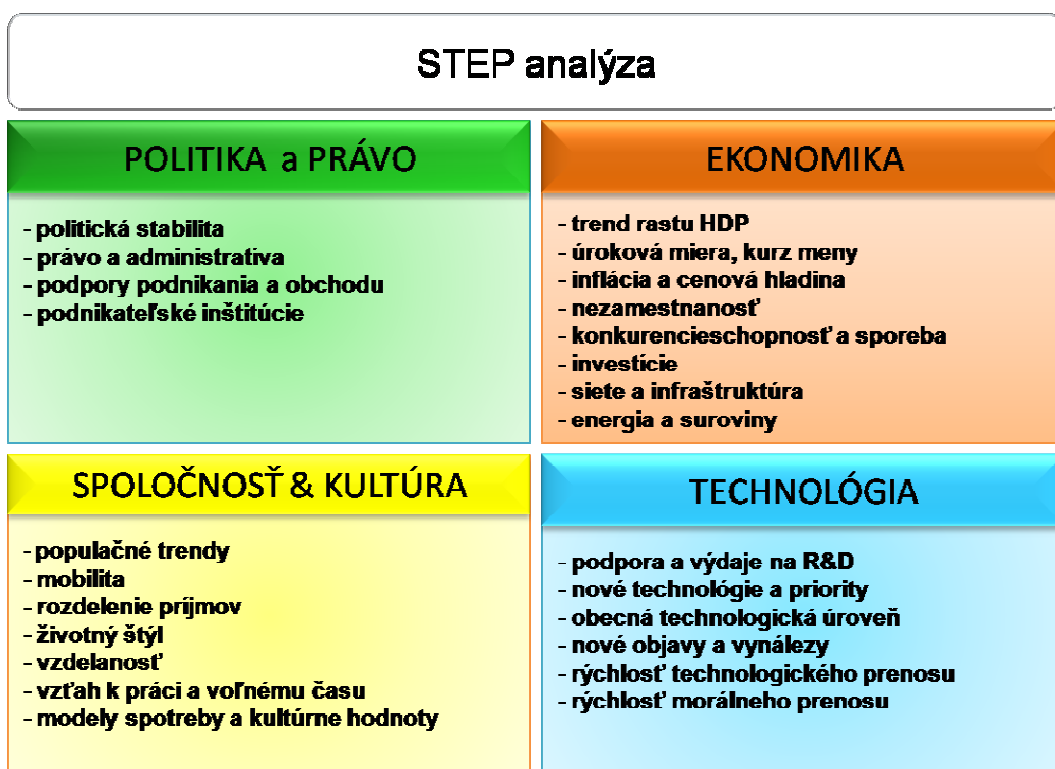 STEP analýza
POLITIKA a PRÁVO
- politická stabilita
- právo a administratíva
- podpory podnikania a obchodu
- podnikateľské inštitúcie
EKONOMIKA
- trend rastu HDP
- úroková miera, kurz meny
- inflácia a cenová hladina
- nezamestnanosť
- konkurencieschopnosť a sporeba
- investície
- siete a infraštruktúra
- energia a suroviny
SPOLOČNOSŤ & KULTÚRA
- populačné trendy
- mobilita
- rozdelenie príjmov
- životný štýl
- vzdelanosť
- vzťah k práci a voľnému času
- modely spotreby a kultúrne hodnoty
TECHNOLÓGIA
- podpora a výdaje na R&D
- nové technológie a priority
- obecná technologická úroveň
- nové objavy a vynálezy
- rýchlosť technologického prenosu
- rýchlosť morálneho prenosu